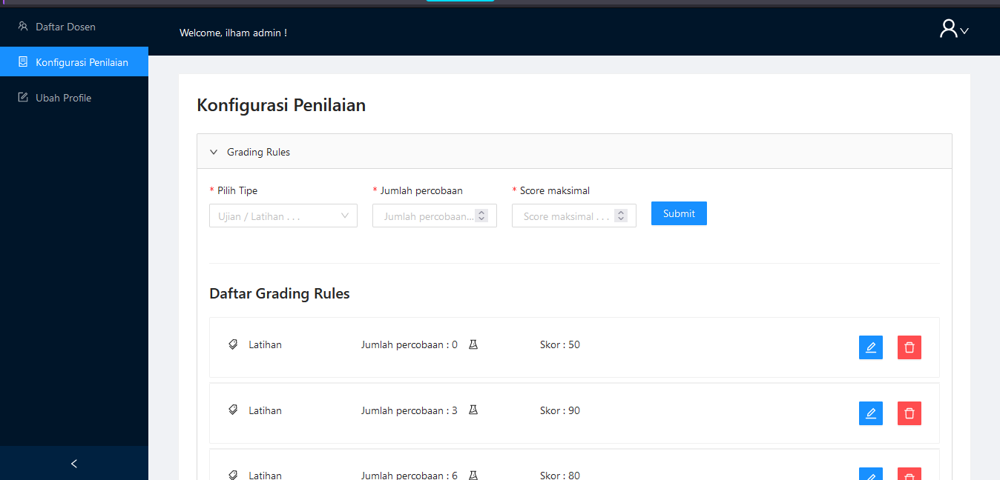 Daftar Dosen
Konfigurasi Penilaian
Ubah Profile
Welcome, ilham admin !
Konfigurasi Penilaian
Grading Rules
* Pilih Tipe * Jumlah percobaan * Score maksimal
Ujian / Latihan . . . Jumlah percobaan... Score maksimal . . . Submit
Daftar Grading Rules
Latihan Jumlah percobaan : 0 Skor : 50
Latihan Jumlah percobaan : 3 Skor : 90
Latihan Jumlah percobaan : 6 Skor : 80